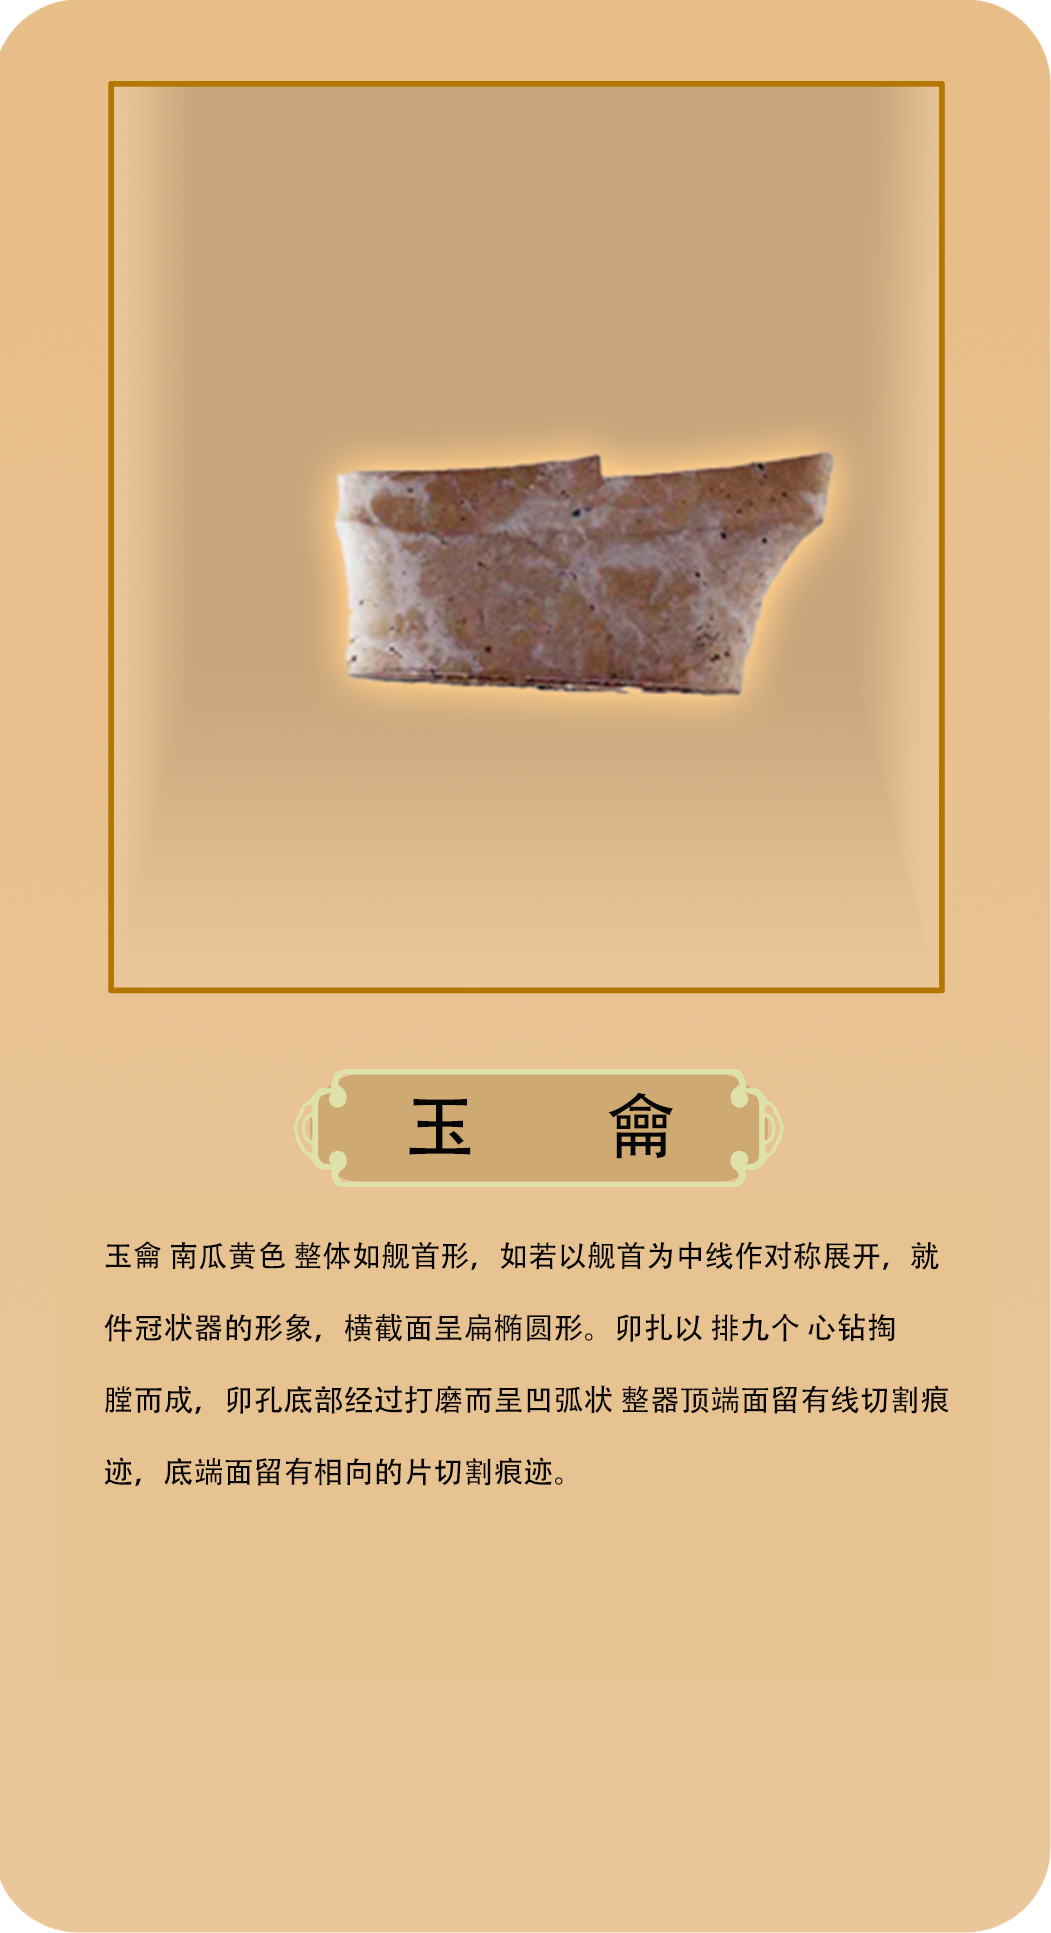 玉 龠
玉龠 南瓜黄色 整体如舰首形，如若以舰首为中线作对称展开，就
件冠状器的形象，横截面呈扁椭圆形。卯扎以 排九个 心钻掏
膛而成，卯孔底部经过打磨而呈凹弧状 整器顶端面留有线切割痕
迹，底端面留有相向的片切割痕迹。